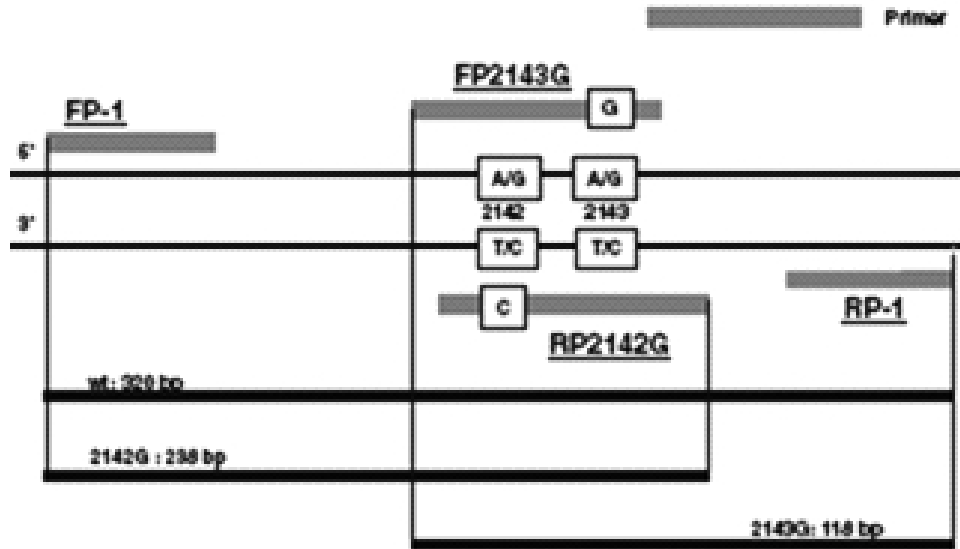 Primer
FP2143G
G
FP-1
5'
A/G A/G
2142 2143
3'
T/C T/C
C
RP-1
RP2142G
wt: 320 bp
2142G : 238 bp
2143G: 118 bp